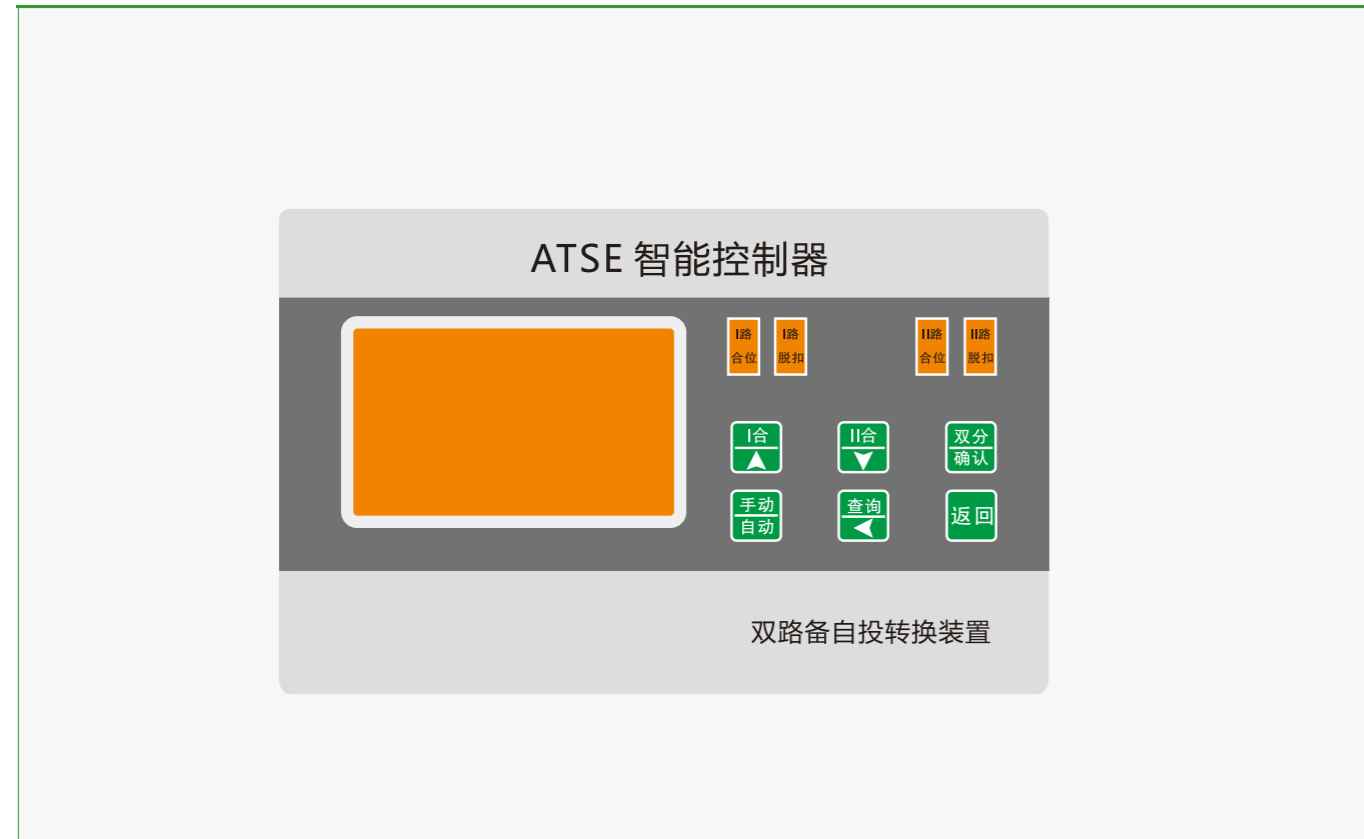 ATSE 智能控制器
I路 I路 II路 II路
合位 脱扣 合位 脱扣
I合 II合 双分
确认
手动 查询 返回
自动
双路备自投转换装置